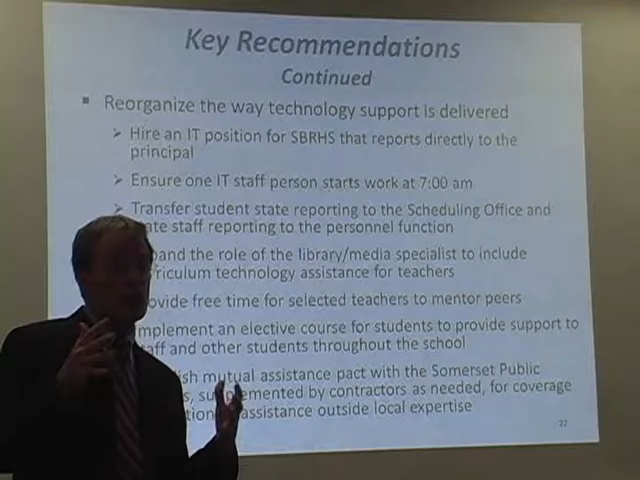 Key Recommendations
Continued
▪ Reorganize the way technology support is delivered
➢ Hire an IT position for SBRHS that reports directly to the
principal
➢ Ensure one IT staff person starts work at 7:00 am
➢ Transfer student state reporting to the Scheduling Office and
ate staff reporting to the personnel function
pand the role of the library/media specialist to include
riculum technology assistance for teachers
ovide free time for selected teachers to mentor peers
mplement an elective course for students to provide support to
aff and other students throughout the school
ish mutual assistance pact with the Somerset Public
s, supplemented by contractors as needed, for coverage
assistance outside local expertise